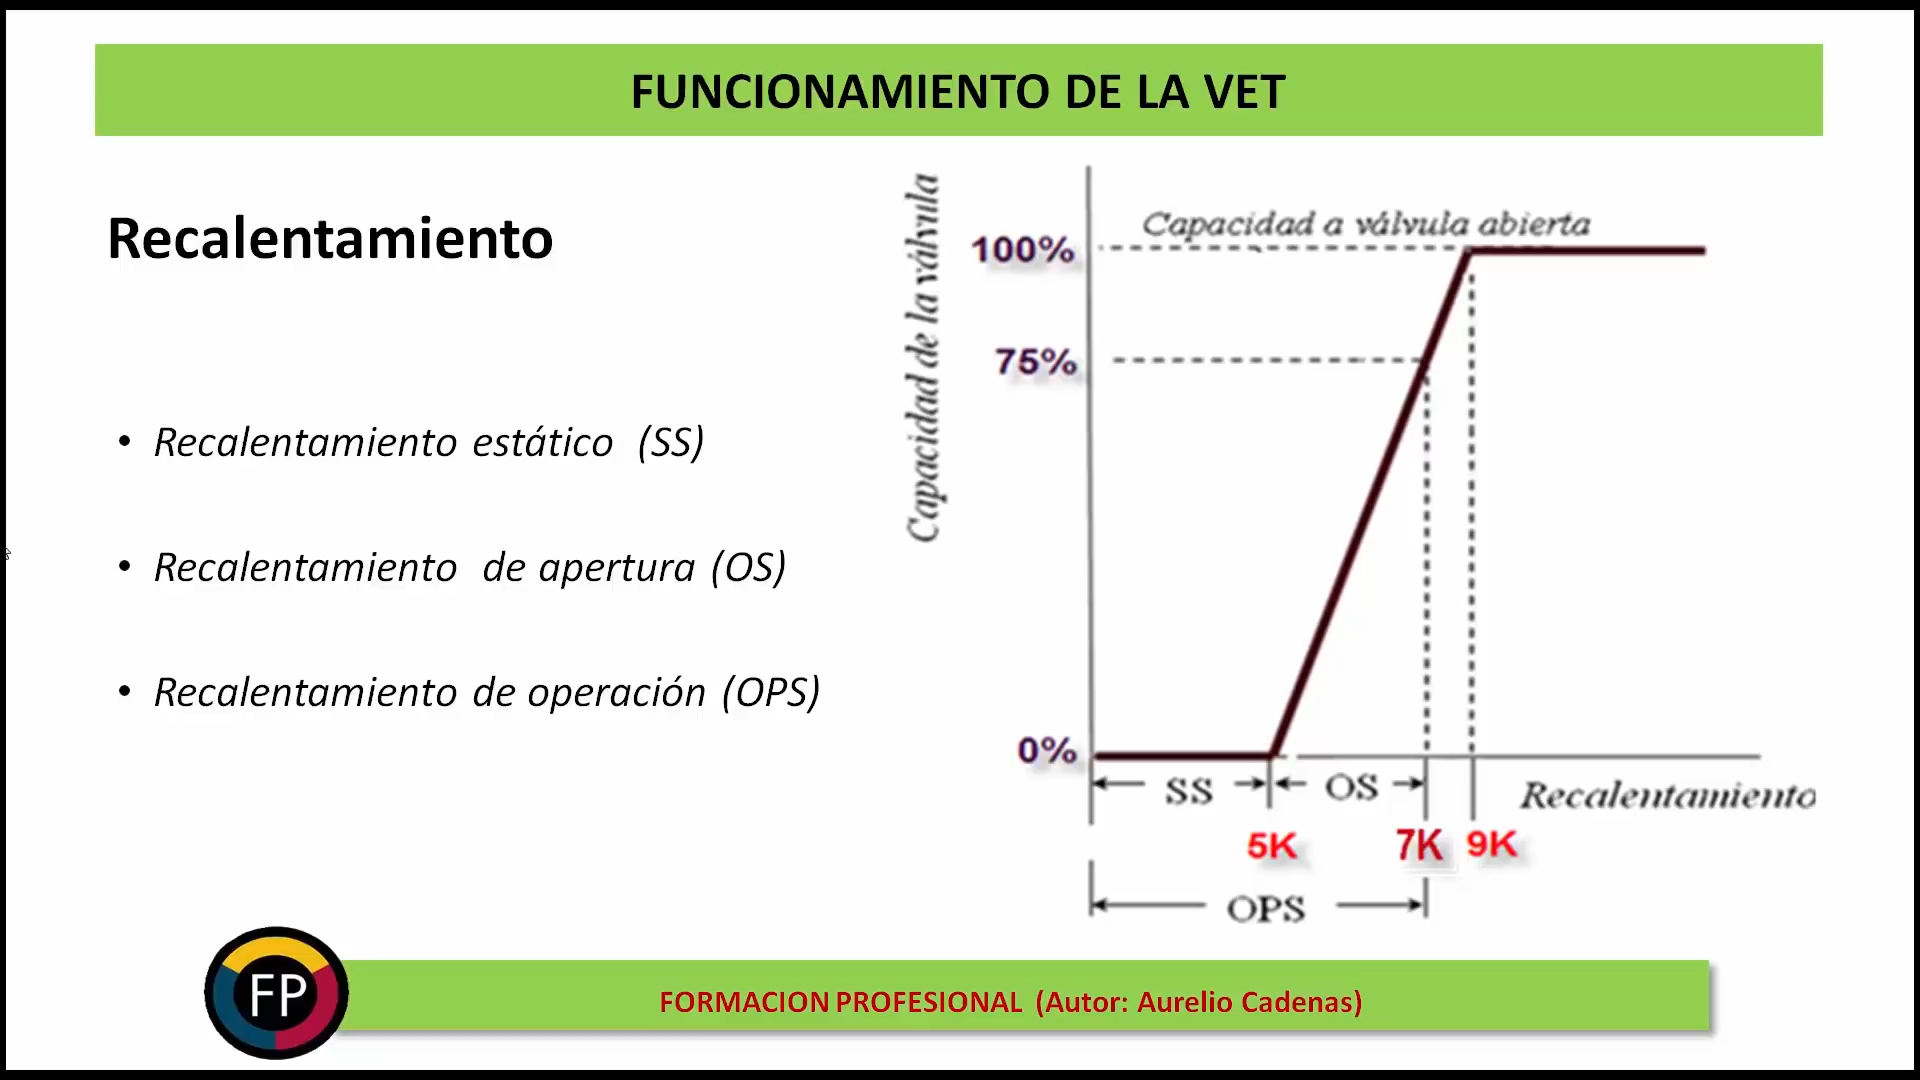 FUNCIONAMIENTO DE LA VET
Recalentamiento
• Recalentamiento estático (SS)
• Recalentamiento de apertura (OS)
• Recalentamiento de operación (OPS)
Capacidad de la válvula
Capacidad a válvula abierta
100%
75%
0%
SS
OS
Recalentamiento
5K
7K
9K
OPS
FP
FORMACION PROFESIONAL (Autor: Aurelio Cadenas)